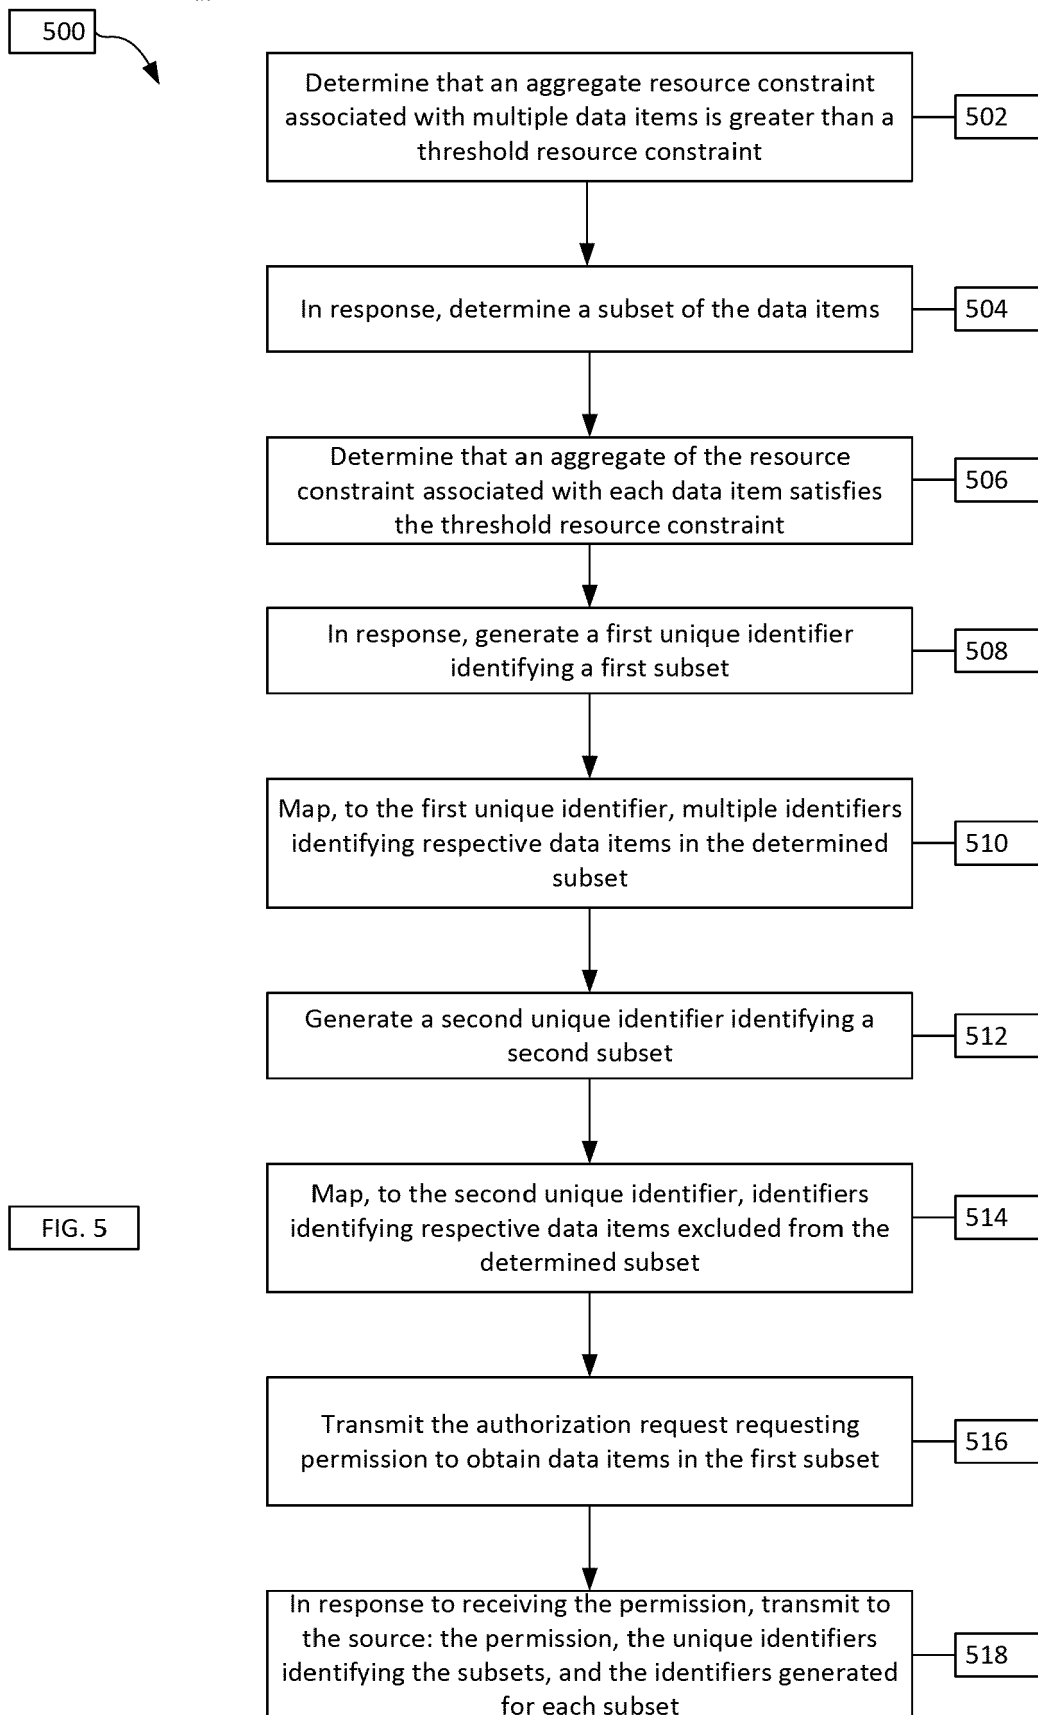 500
Determine that an aggregate resource constraint
associated with multiple data items is greater than a
threshold resource constraint
502
In response, determine a subset of the data items
504
Determine that an aggregate of the resource
constraint associated with each data item satisfies
the threshold resource constraint
506
In response, generate a first unique identifier
identifying a first subset
508
Map, to the first unique identifier, multiple identifiers
identifying respective data items in the determined
subset
510
Generate a second unique identifier identifying a
second subset
512
Map, to the second unique identifier, identifiers
identifying respective data items excluded from the
determined subset
514
FIG. 5
Transmit the authorization request requesting
permission to obtain data items in the first subset
516
In response to receiving the permission, transmit to
the source: the permission, the unique identifiers
identifying the subsets, and the identifiers generated
for each subset
518